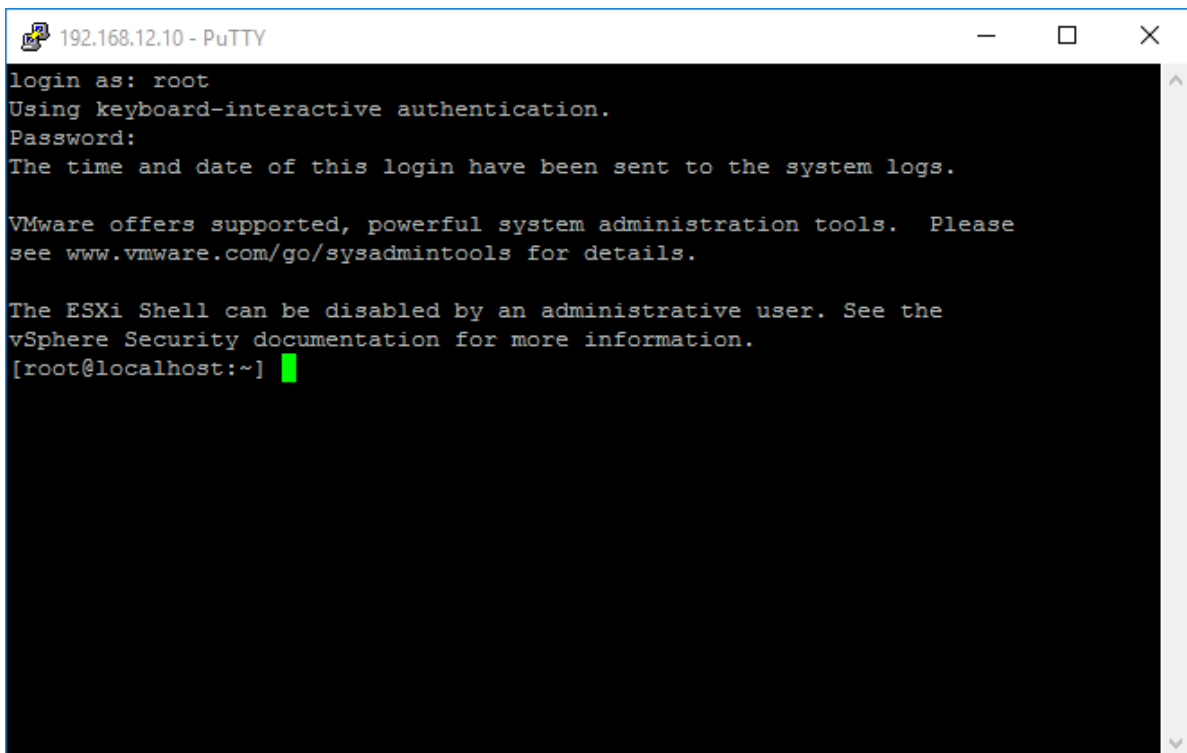 192.168.12.10 - PuTTY
login as: root
Using keyboard-interactive authentication.
Password:
The time and date of this login have been sent to the system logs.
VMware offers supported, powerful system administration tools.  Please
see www.vmware.com/go/sysadmintools for details.
The ESXi Shell can be disabled by an administrative user. See the
vSphere Security documentation for more information.
[root@localhost:~]